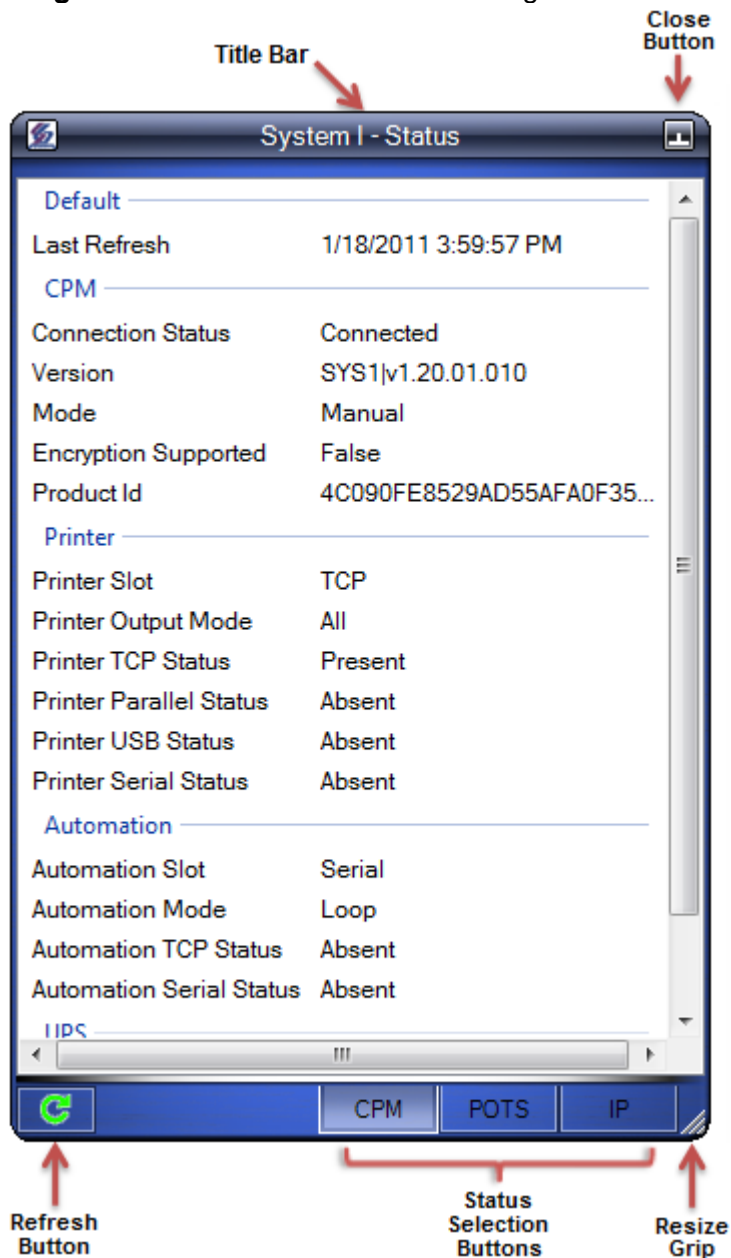 Close
Button
Title Bar
System I - Status
Default
Last Refresh 1/18/2011 3:59:57 PM
CPM
Connection Status Connected
Version SYS1|v1.20.01.010
Mode Manual
Encryption Supported False
Product Id 4C090FE8529AD55AFA0F35...
Printer
Printer Slot TCP
Printer Output Mode All
Printer TCP Status Present
Printer Parallel Status Absent
Printer USB Status Absent
Printer Serial Status Absent
Automation
Automation Slot Serial
Automation Mode Loop
Automation TCP Status Absent
Automation Serial Status Absent
UPS
CPM POTS IP
Refresh
Button
Status
Selection
Buttons
Resize
Grip